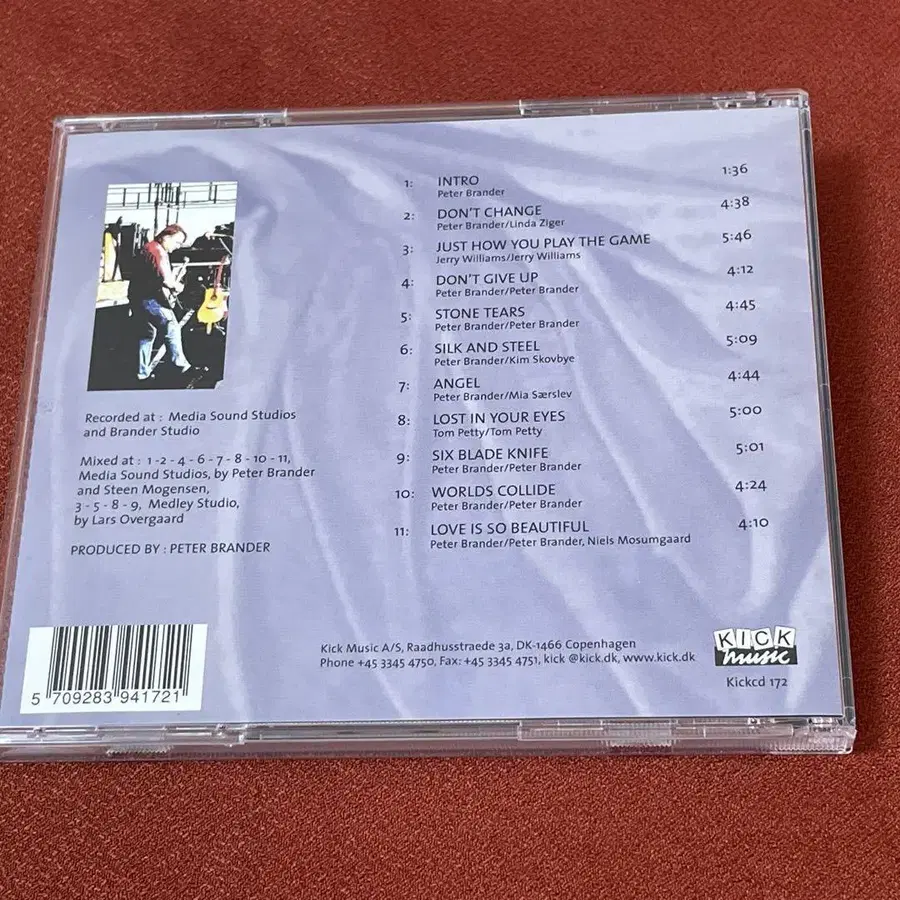 1: INTRO 1:36
Peter Brander
2: DON'T CHANGE 4:38
Peter Brander/Linda Ziger
3: JUST HOW YOU PLAY THE GAME 5:46
Jerry Williams/Jerry Williams
4: DON'T GIVE UP 4:12
Peter Brander/Peter Brander
5: STONE TEARS 4:45
Peter Brander/Peter Brander
6: SILK AND STEEL 5:09
Peter Brander/Kim Skovbye
7: ANGEL 4:44
Peter Brander/Mia Særslev
8: LOST IN YOUR EYES 5:00
Tom Petty/Tom Petty
9: SIX BLADE KNIFE 5:01
Peter Brander/Peter Brander
10: WORLDS COLLIDE 4:24
Peter Brander/Peter Brander
11: LOVE IS SO BEAUTIFUL 4:10
Peter Brander/Peter Brander, Niels Mosumgaard
Recorded at : Media Sound Studios
and Brander Studio
Mixed at : 1 -2 - 4 - 6 - 7 - 8 - 10 - 11,
Media Sound Studios, by Peter Brander
and Steen Mogensen,
3 - 5 - 8 - 9, Medley Studio,
by Lars Overgaard
PRODUCED BY : PETER BRANDER
5 709283 941721
Kick Music A/S, Raadhusstraede 3a, DK-1466 Copenhagen
Phone +45 3345 4750, Fax: +45 3345 4751, kick @kick.dk, www.kick.dk
KICK
music
Kickcd 172